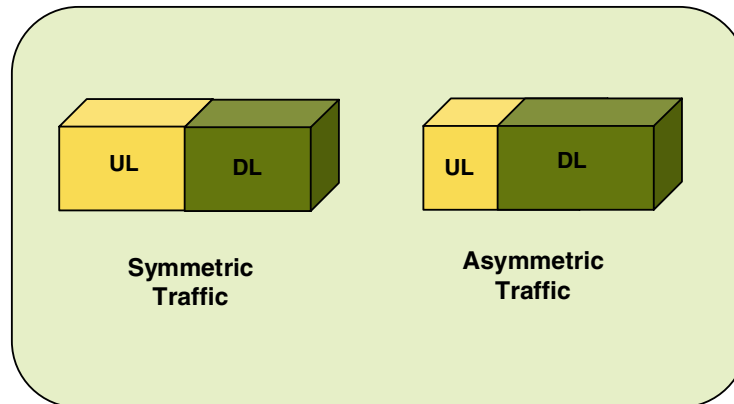 UL
DL
UL
DL
Symmetric
Traffic
Asymmetric
Traffic